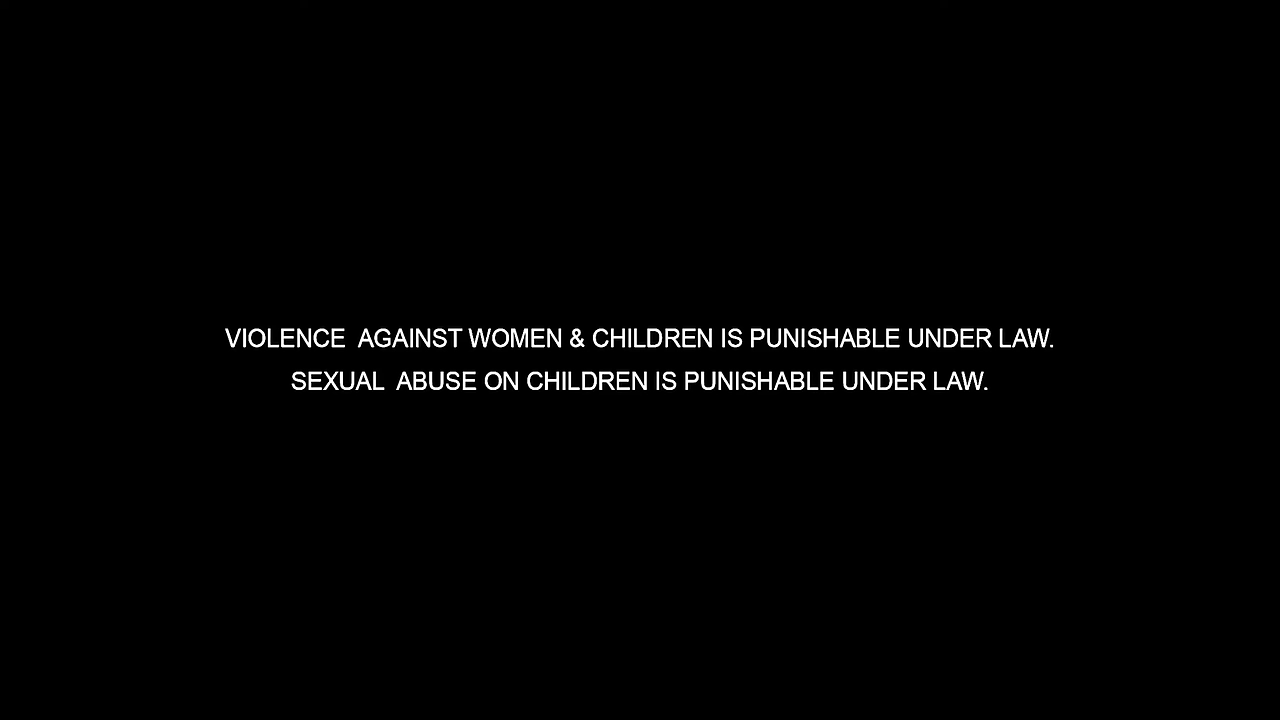 VIOLENCE  AGAINST WOMEN & CHILDREN IS PUNISHABLE UNDER LAW.
SEXUAL  ABUSE ON CHILDREN IS PUNISHABLE UNDER LAW.